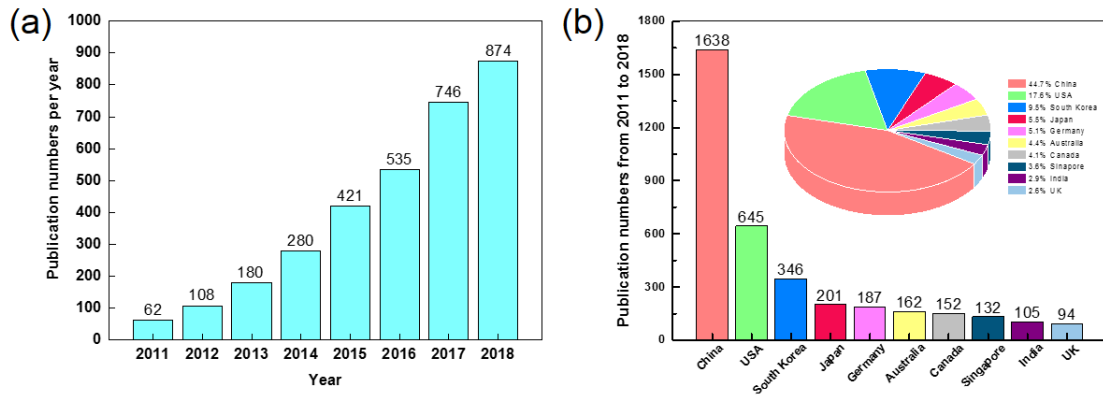 (a)
Publication numbers per year
1000
900
800
700
600
500
400
300
200
100
0
62
108
180
280
421
535
746
874
2011 2012 2013 2014 2015 2016 2017 2018
Year
(b)
Publication numbers from 2011 to 2018
1800
1500
1200
900
600
300
0
1638
645
346
201
187
162
152
132
105
94
China
USA
South Korea
Japan
Germany
Australia
Canada
Singapore
India
UK
44.7% China
17.6% USA
9.5% South Korea
5.5% Japan
5.1% Germany
4.4% Australia
4.1% Canada
3.6% Sinapore
2.9% India
2.6% UK